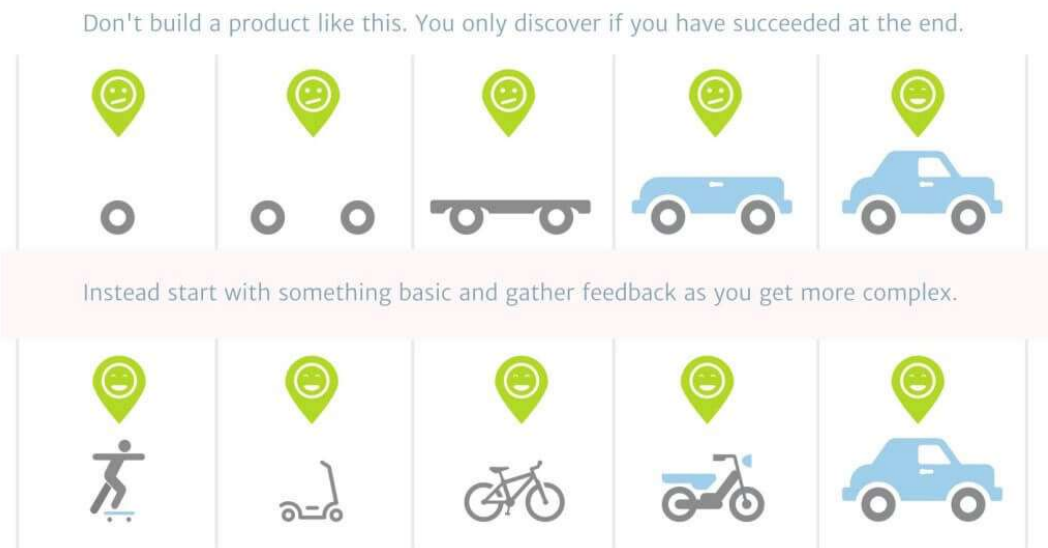 Don't build a product like this. You only discover if you have succeeded at the end.
Instead start with something basic and gather feedback as you get more complex.